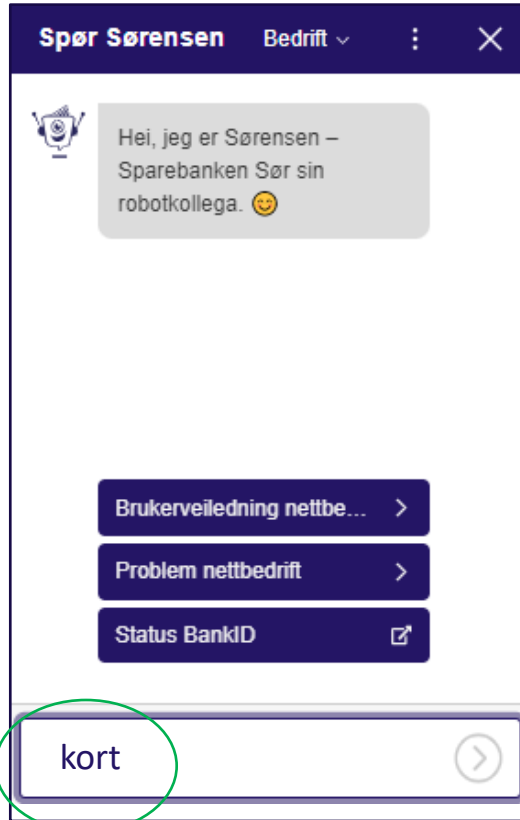 Spør Sørensen Bedrift
Hei, jeg er Sørensen –
Sparebanken Sør sin
robotkollega. 😊
Brukerveiledning nettbe...
Problem nettbedrift
Status BankID
kort